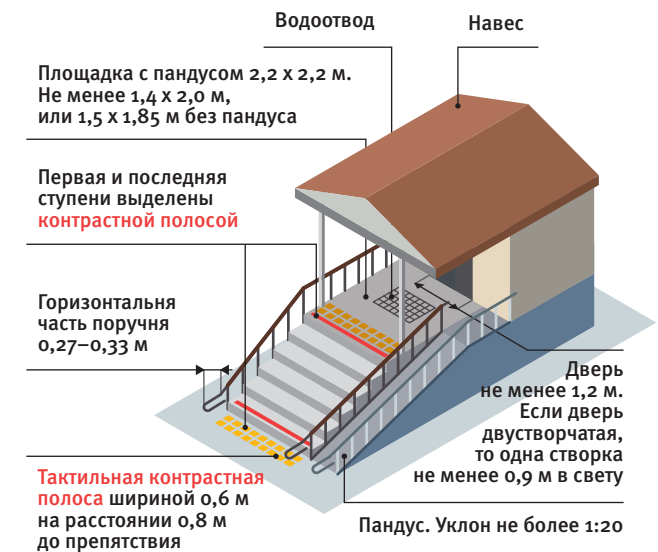 Водоотвод
Навес
Площадка с пандусом 2,2 х 2,2 м.
Не менее 1,4 х 2,0 м,
или 1,5 х 1,85 м без пандуса
Первая и последняя
ступени выделены
контрастной полосой
Горизонтальня
часть поручня
0,27–0,33 м
Дверь
не менее 1,2 м.
Если дверь
двустворчатая,
то одна створка
не менее 0,9 м в свету
Тактильная контрастная
полоса шириной 0,6 м
на расстоянии 0,8 м
до препятствия
Пандус. Уклон не более 1:20